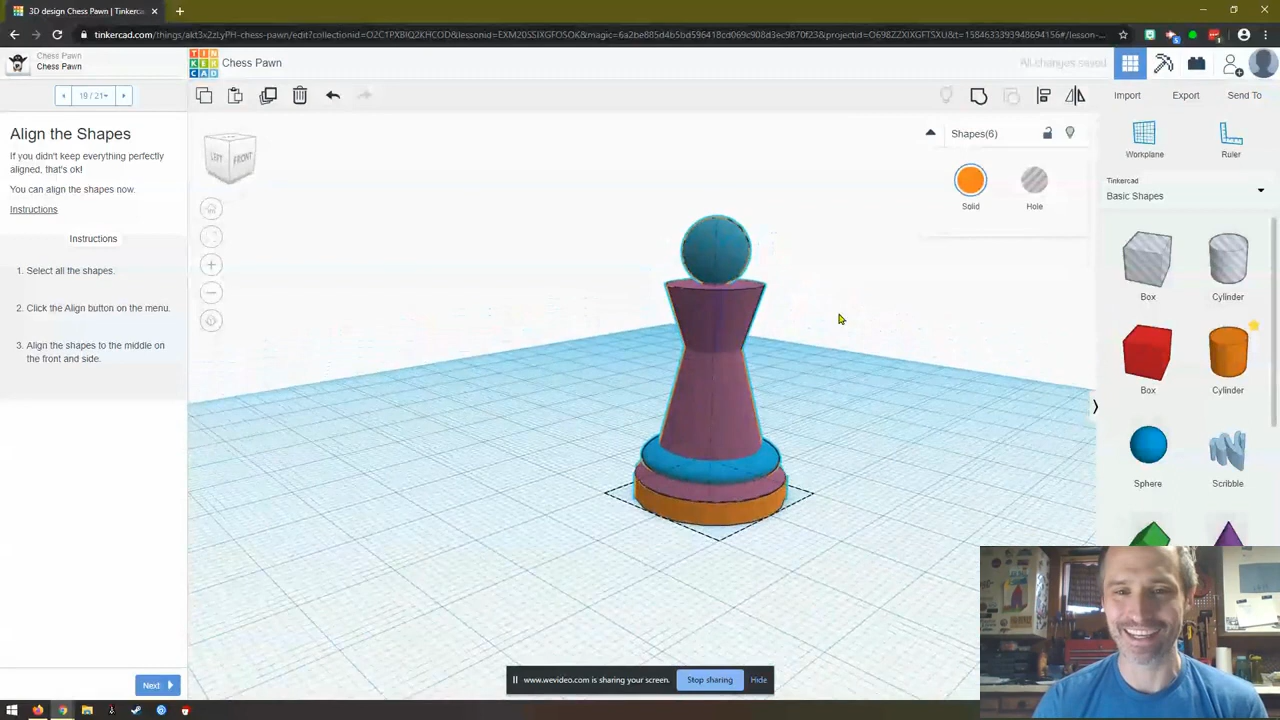 3D design Chess Pawn | Tinkerc
Chess Pawn
Chess Pawn
TIN
KER
CAD
Chess Pawn
All changes saved
19 / 21
Import
Export
Send To
Align the Shapes
If you didn't keep everything perfectly
aligned, that's ok!
You can align the shapes now.
Instructions
Instructions
1. Select all the shapes.
2. Click the Align button on the menu.
3. Align the shapes to the middle on
the front and side.
Next
LEFT
FRONT
Shapes(6)
Solid
Hole
Workplane
Ruler
Tinkercad
Basic Shapes
Box
Cylinder
Box
Cylinder
Sphere
Scribble
www.wevideo.com is sharing your screen.
Stop sharing
Hide